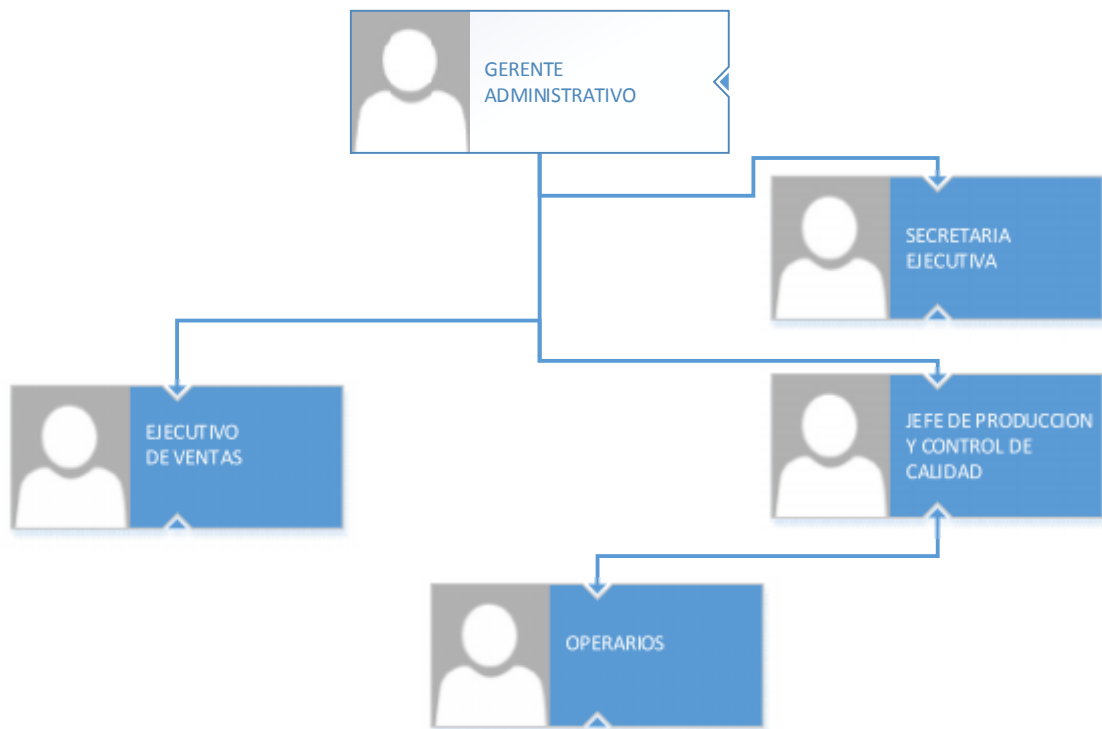 GERENTE
ADMINISTRATIVO
SECRETARIA
EJECUTIVA
EJECUTIVO
DE VENTAS
JEFE DE PRODUCCION
Y CONTROL DE
CALIDAD
OPERARIOS